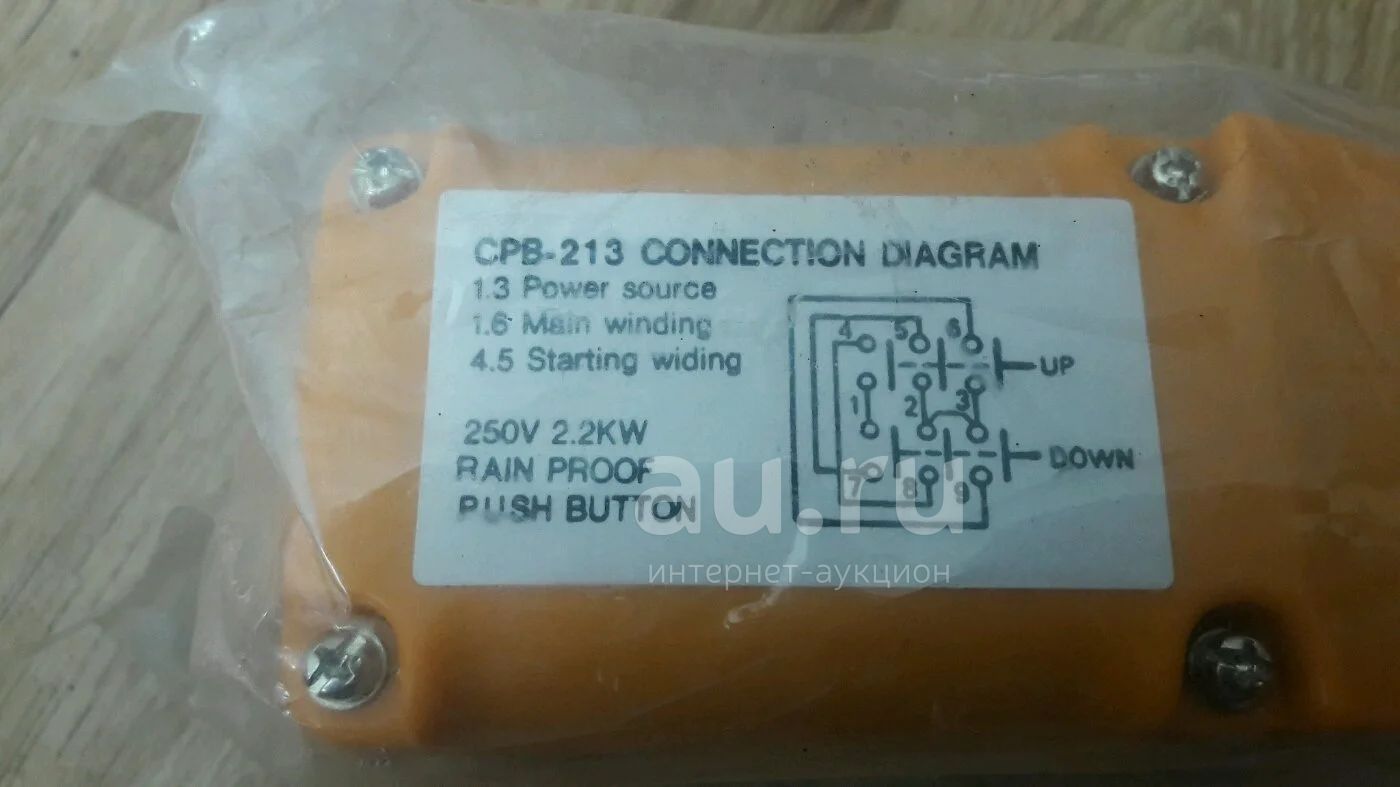 CPB-213 CONNECTION DIAGRAM
1.3 Power source
1.6 Main winding
4.5 Starting widing
250V 2.2KW
RAIN PROOF
PUSH BUTTON
4 5 6
UP
1 2 3
DOWN
7 8 9
au.ru
интернет-аукцион